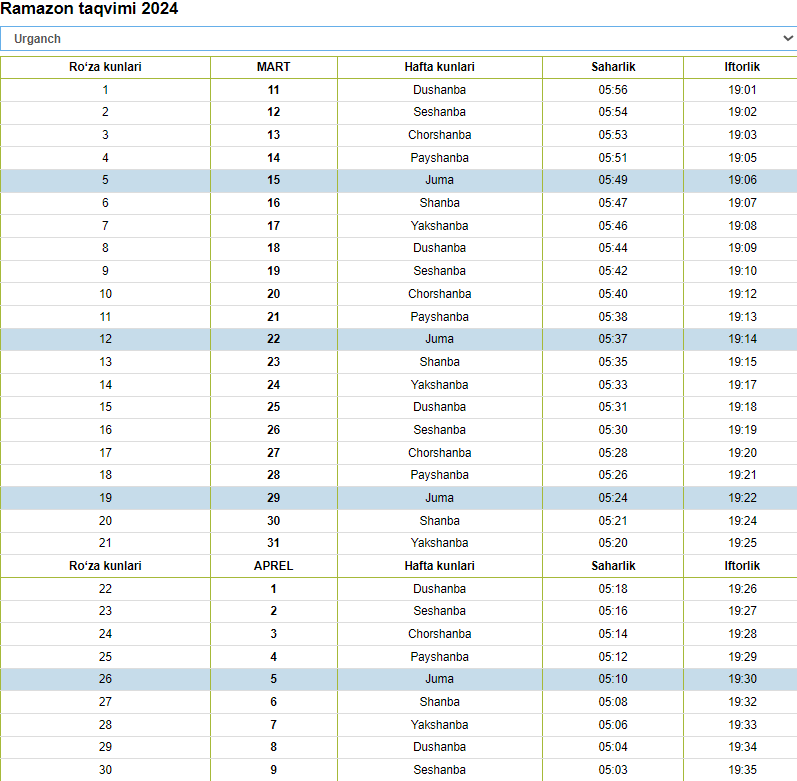 Ramazon taqvimi 2024
Urganch
Ro‘za kunlari MART Hafta kunlari Saharlik Iftorlik
1 11 Dushanba 05:56 19:01
2 12 Seshanba 05:54 19:02
3 13 Chorshanba 05:53 19:03
4 14 Payshanba 05:51 19:05
5 15 Juma 05:49 19:06
6 16 Shanba 05:47 19:07
7 17 Yakshanba 05:46 19:08
8 18 Dushanba 05:44 19:09
9 19 Seshanba 05:42 19:10
10 20 Chorshanba 05:40 19:12
11 21 Payshanba 05:38 19:13
12 22 Juma 05:37 19:14
13 23 Shanba 05:35 19:15
14 24 Yakshanba 05:33 19:17
15 25 Dushanba 05:31 19:18
16 26 Seshanba 05:30 19:19
17 27 Chorshanba 05:28 19:20
18 28 Payshanba 05:26 19:21
19 29 Juma 05:24 19:22
20 30 Shanba 05:21 19:24
21 31 Yakshanba 05:20 19:25
Ro‘za kunlari APREL Hafta kunlari Saharlik Iftorlik
22 1 Dushanba 05:18 19:26
23 2 Seshanba 05:16 19:27
24 3 Chorshanba 05:14 19:28
25 4 Payshanba 05:12 19:29
26 5 Juma 05:10 19:30
27 6 Shanba 05:08 19:32
28 7 Yakshanba 05:06 19:33
29 8 Dushanba 05:04 19:34
30 9 Seshanba 05:03 19:35